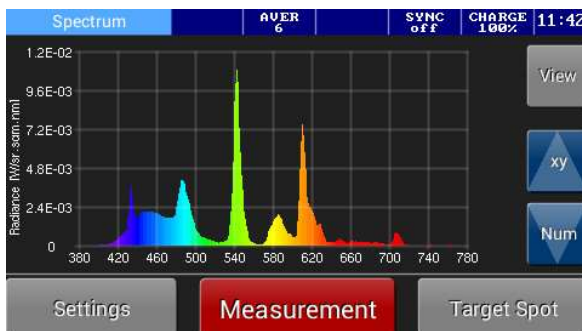 Spectrum AVER 6 SYNC off CHARGE 100% 11:42
1.2E-02
View
9.6E-03
7.2E-03
Radiance [W/sr.sqm.nm]
4.8E-03
xy
2.4E-03
Num
0
380 420 460 500 540 580 620 660 700 740 780
Settings Measurement Target Spot